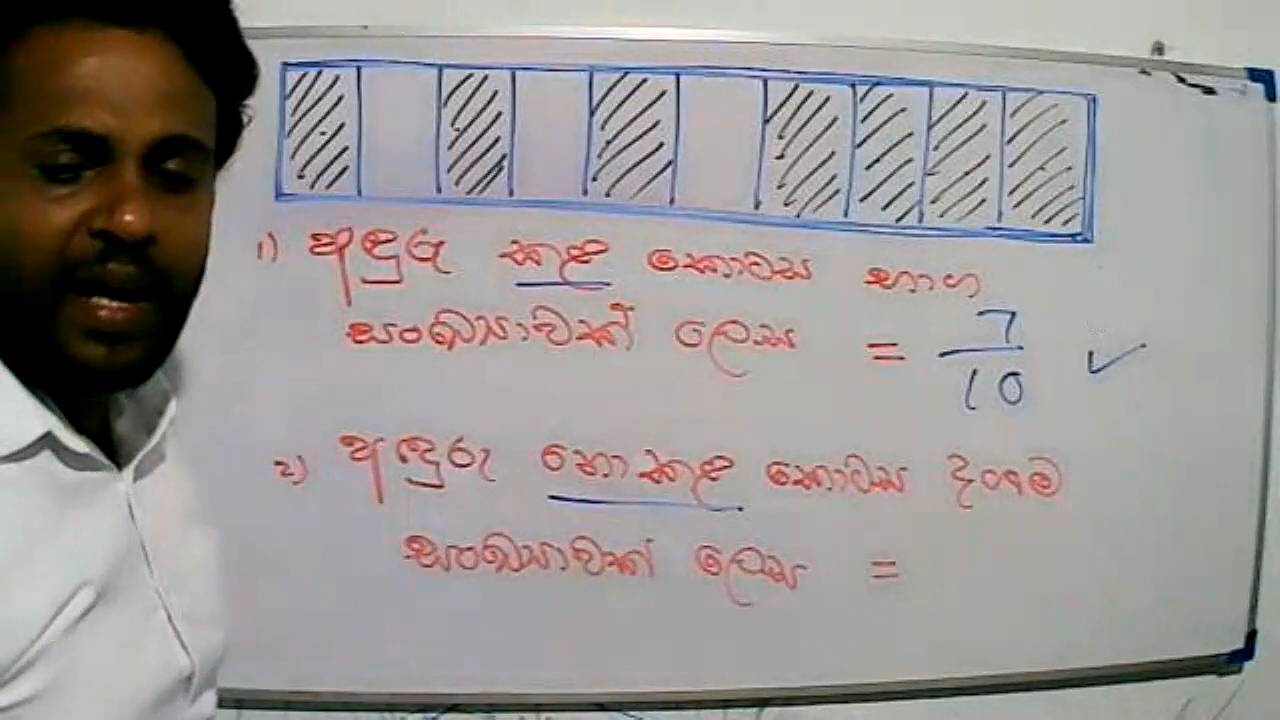 1) අඳුරු කළ කොටස භාග
සංඛ්‍යාවක් ලෙස = 7/10 ✓
2) අඳුරු නොකළ කොටස දශම
සංඛ්‍යාවක් ලෙස =